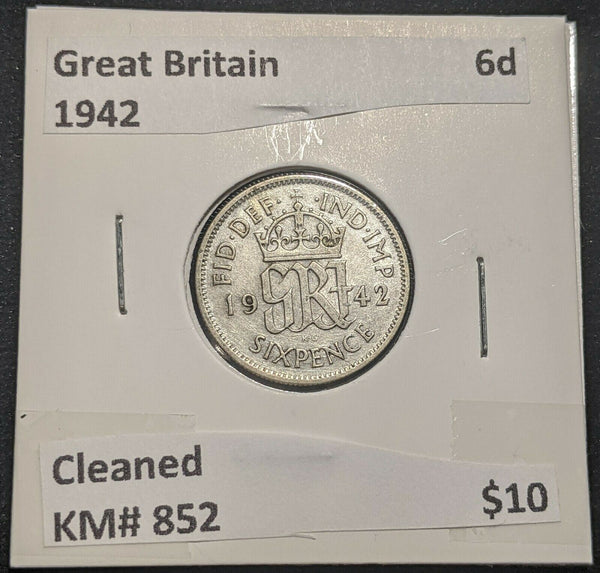 Great Britain 6d
1942
FID·DEF· ·IND·IMP
19 GRI 42
SIXPENCE
Cleaned
KM# 852 $10